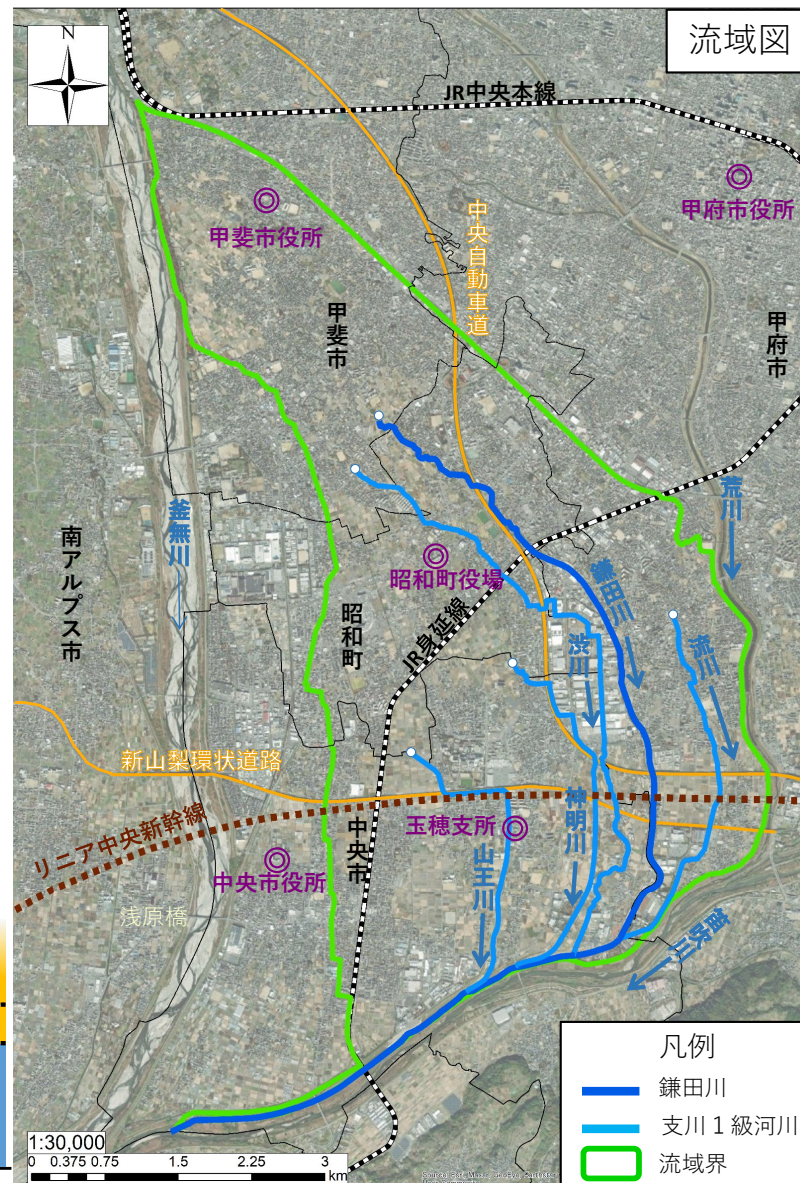 流域図
N
JR中央本線
甲斐市役所
甲府市役所
中央自動車道
甲斐市
甲府市
荒川
釜無川
南アルプス市
昭和町役場
鎌田川
昭和町
JR身延線
渋川
流川
新山梨環状道路
リニア中央新幹線
神明川
玉穂支所
中央市
山王川
中央市役所
浅原橋
笛吹川
凡例
鎌田川
支川1級河川
流域界
1:30,000
0 0.375 0.75 1.5 2.25 3
km